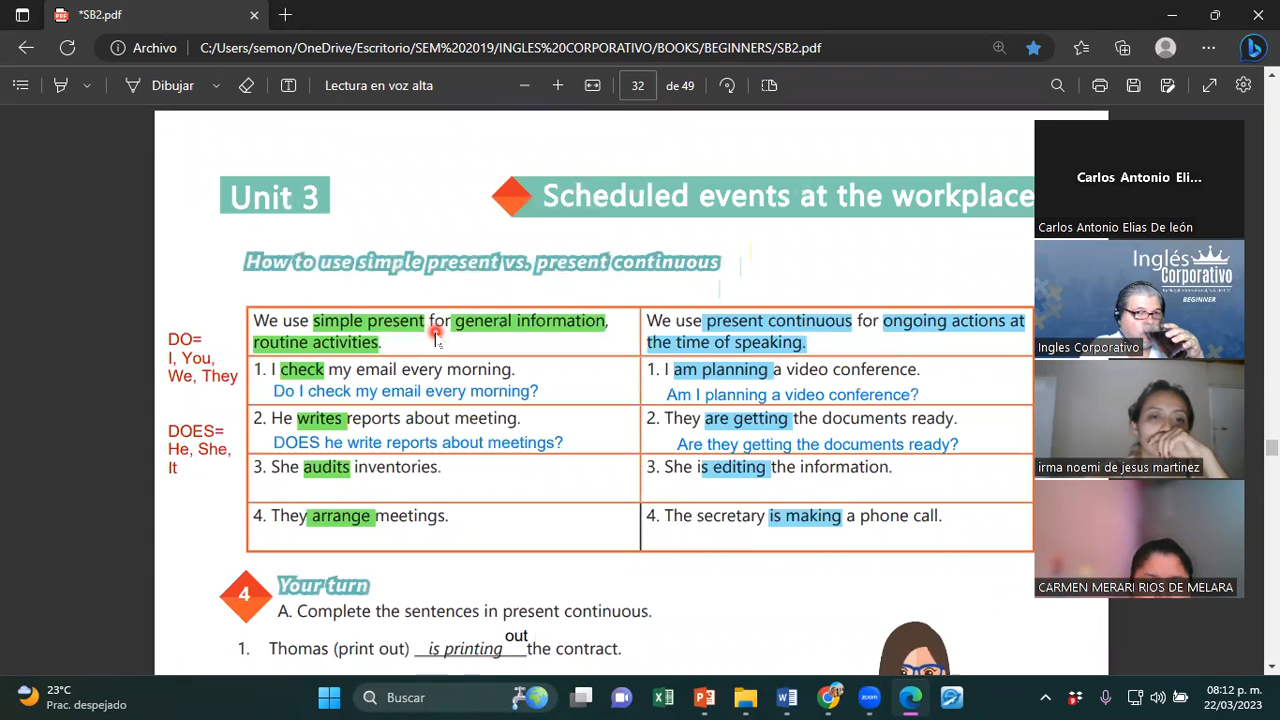 *SB2.pdf
Archivo
C:/Users/semon/OneDrive/Escritorio/SEM%202019/INGLES%20CORPORATIVO/BOOKS/BEGINNERS/SB2.pdf
Dibujar
Lectura en voz alta
32
de 49
Unit 3
Scheduled events at the workplace
How to use simple present vs. present continuous
We use simple present for general information,
routine activities.
We use present continuous for ongoing actions at
the time of speaking.
DO=
I, You,
We, They
1. I check my email every morning.
Do I check my email every morning?
1. I am planning a video conference.
Am I planning a video conference?
DOES=
He, She,
It
2. He writes reports about meeting.
DOES he write reports about meetings?
2. They are getting the documents ready.
Are they getting the documents ready?
3. She audits inventories.
3. She is editing the information.
4. They arrange meetings.
4. The secretary is making a phone call.
4
Your turn
A. Complete the sentences in present continuous.
out
1. Thomas (print out) __is printing___the contract.
Carlos Antonio Eli...
Carlos Antonio Elias De león
Inglés
Corporativo
BEGINNER
Ingles Corporativo
irma noemi de jesus martinez
CARMEN MERARI RIOS DE MELARA
23°C
Prac. despejado
Buscar
08:12 p. m.
22/03/2023